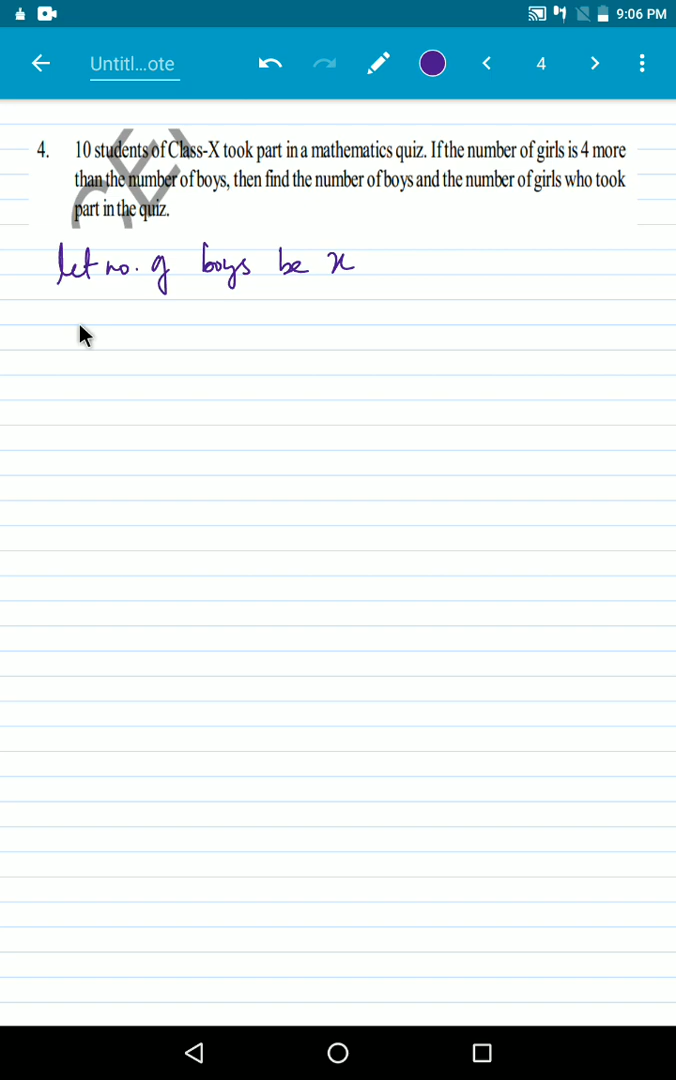 9:06 PM
Untitl...ote
4
4. 10 students of Class-X took part in a mathematics quiz. If the number of girls is 4 more
than the number of boys, then find the number of boys and the number of girls who took
part in the quiz.
let no. of boys be x